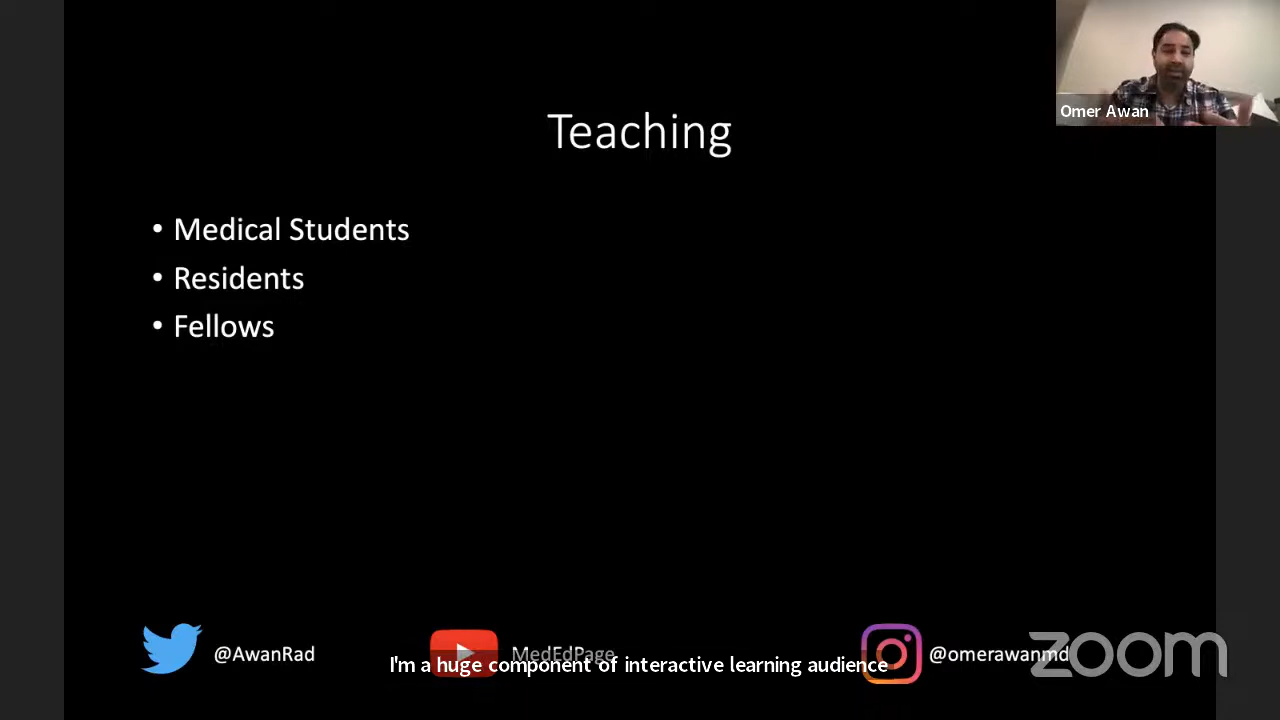 Omer Awan
Teaching
• Medical Students
• Residents
• Fellows
@AwanRad
MedEdPage
@omerawanmd
zoom
I'm a huge component of interactive learning audience